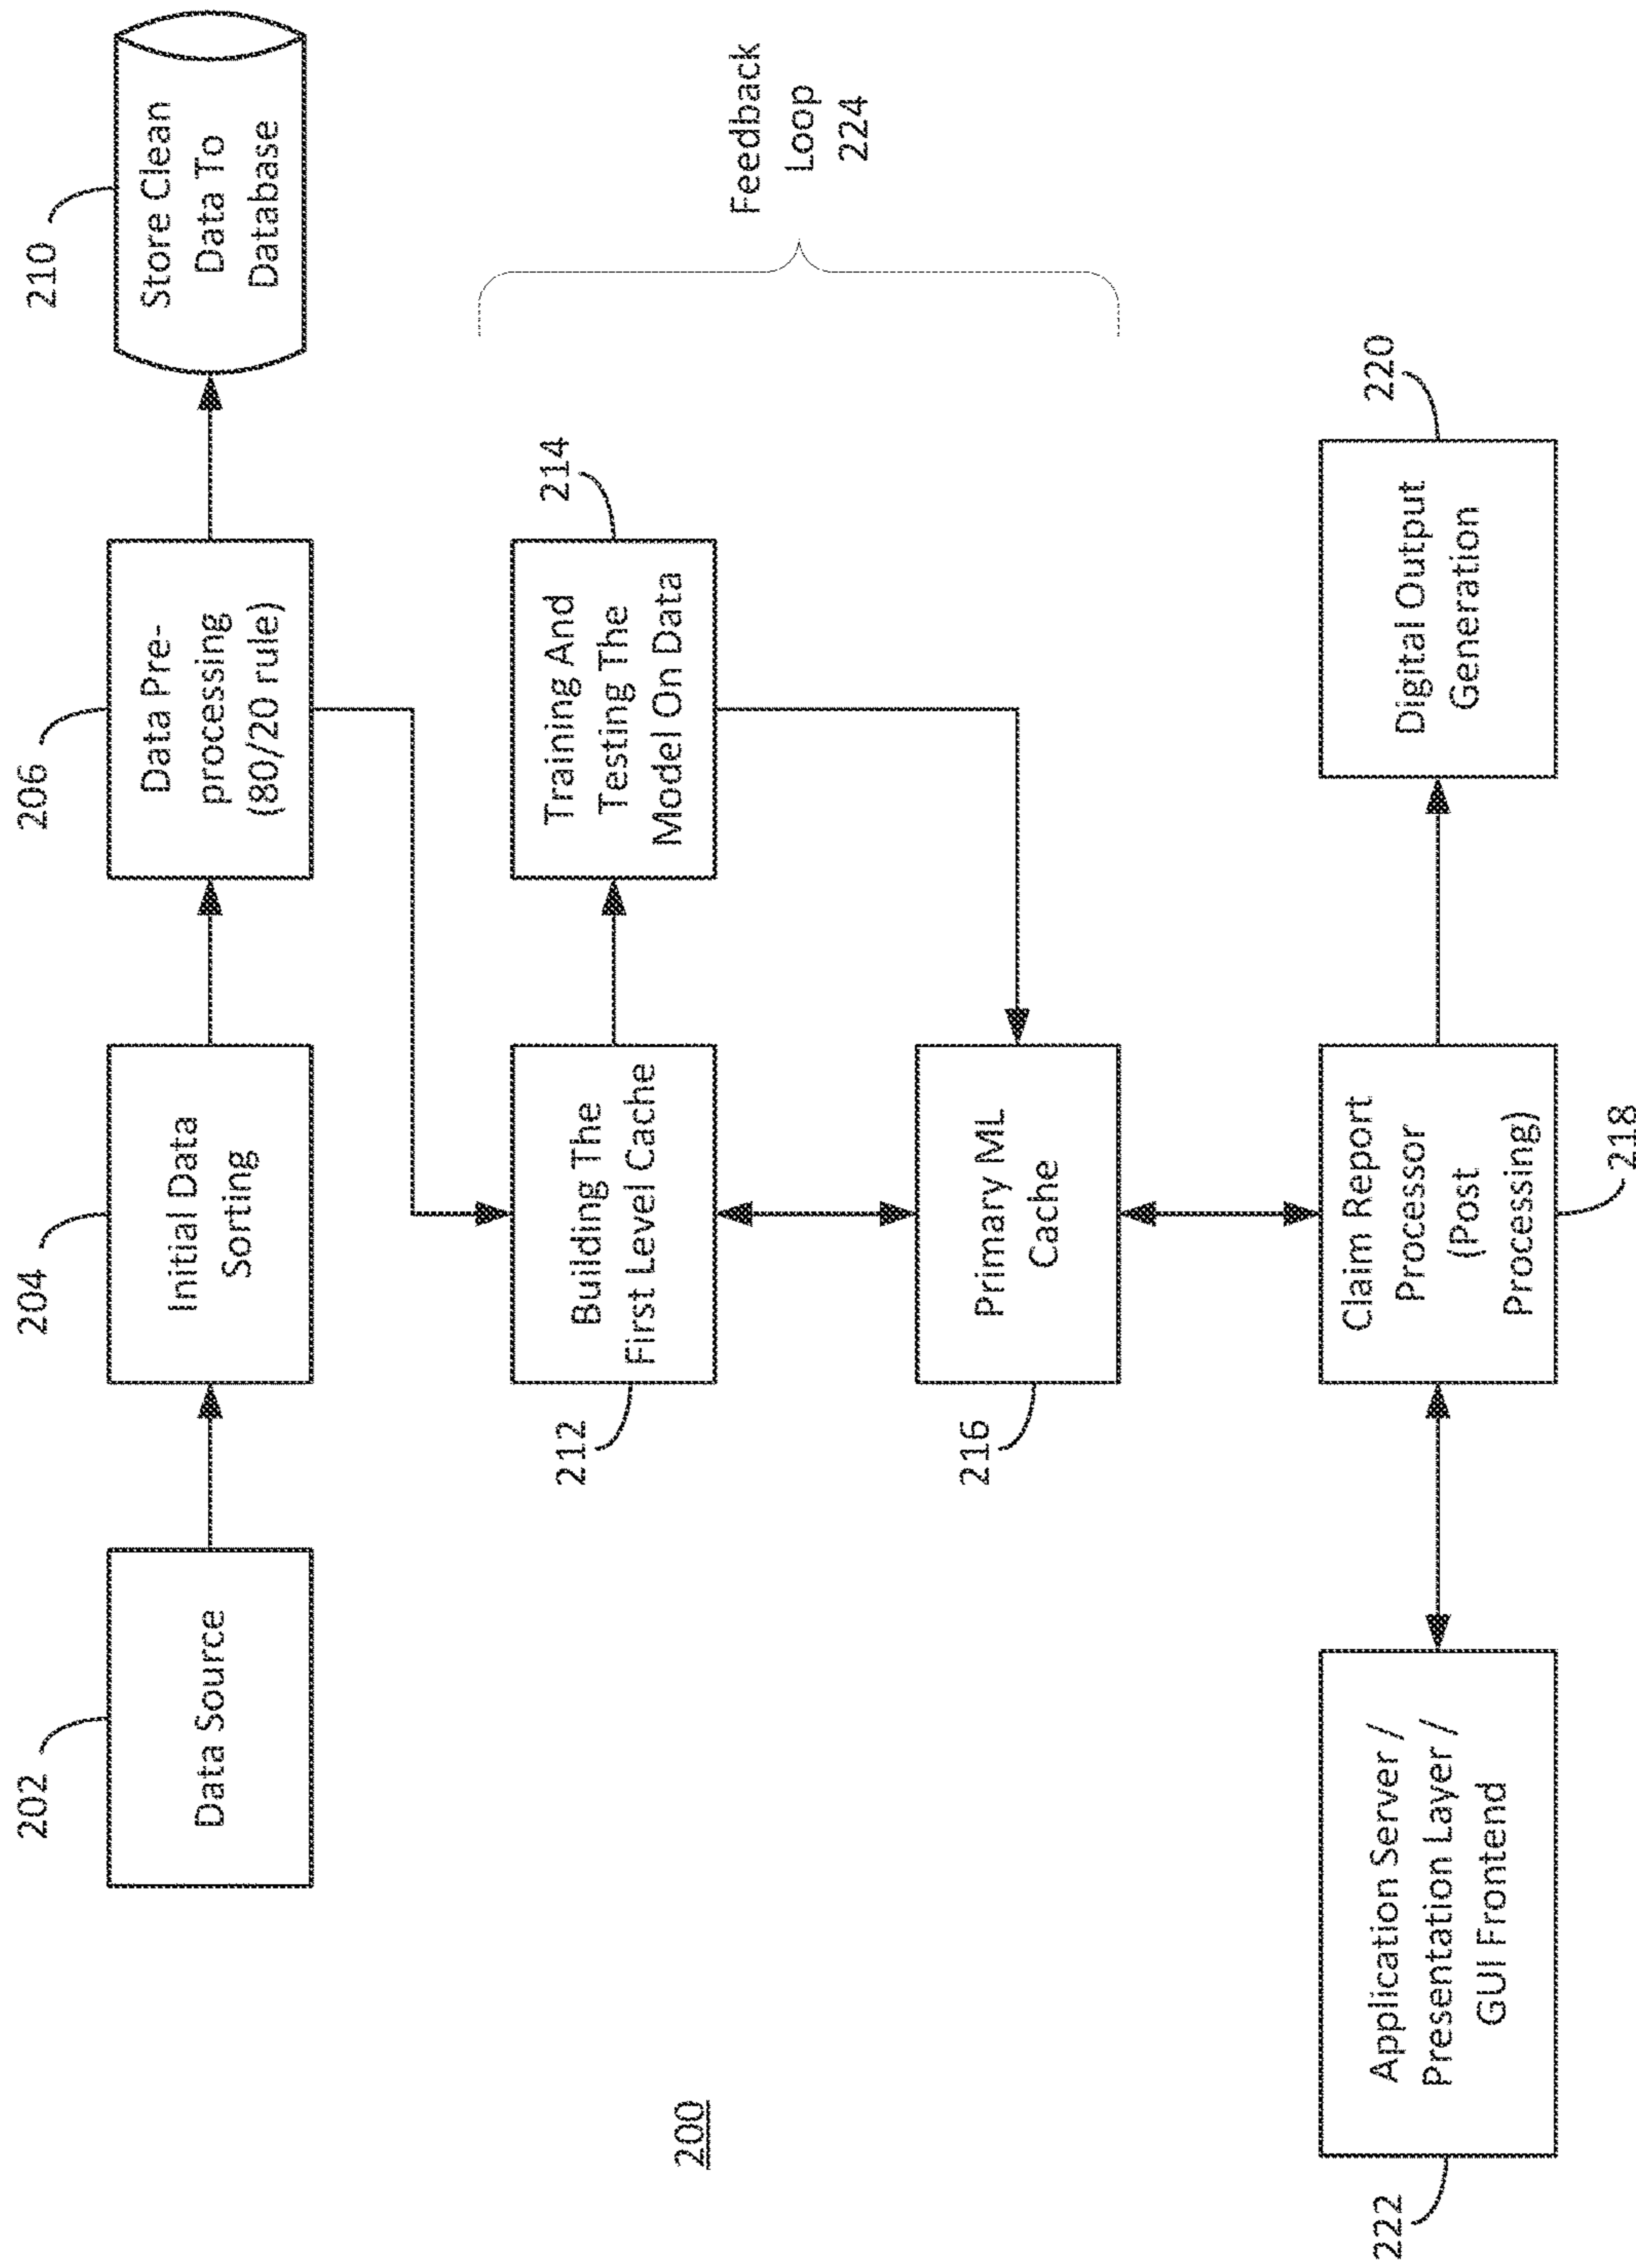 202
Data Source
204
Initial Data
Sorting
206
Data Pre-
processing
(80/20 rule)
210
Store Clean
Data To
Database
212
Building The
First Level Cache
214
Training And
Testing The
Model On Data
Feedback
Loop
224
200
216
Primary ML
Cache
222
Application Server /
Presentation Layer /
GUI Frontend
Claim Report
Processor
(Post
Processing)
218
220
Digital Output
Generation